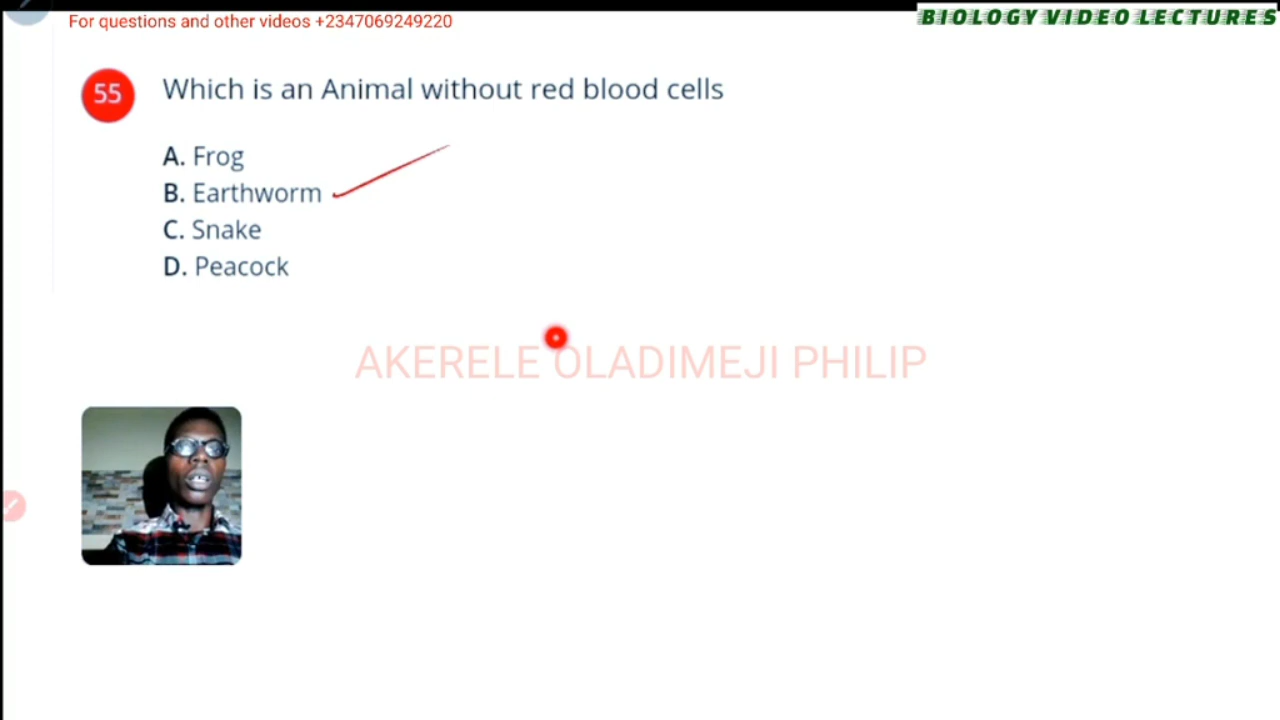 For questions and other videos +2347069249220
BIOLOGY VIDEO LECTURES
55 Which is an Animal without red blood cells
A. Frog
B. Earthworm
C. Snake
D. Peacock
AKERELE OLADIMEJI PHILIP